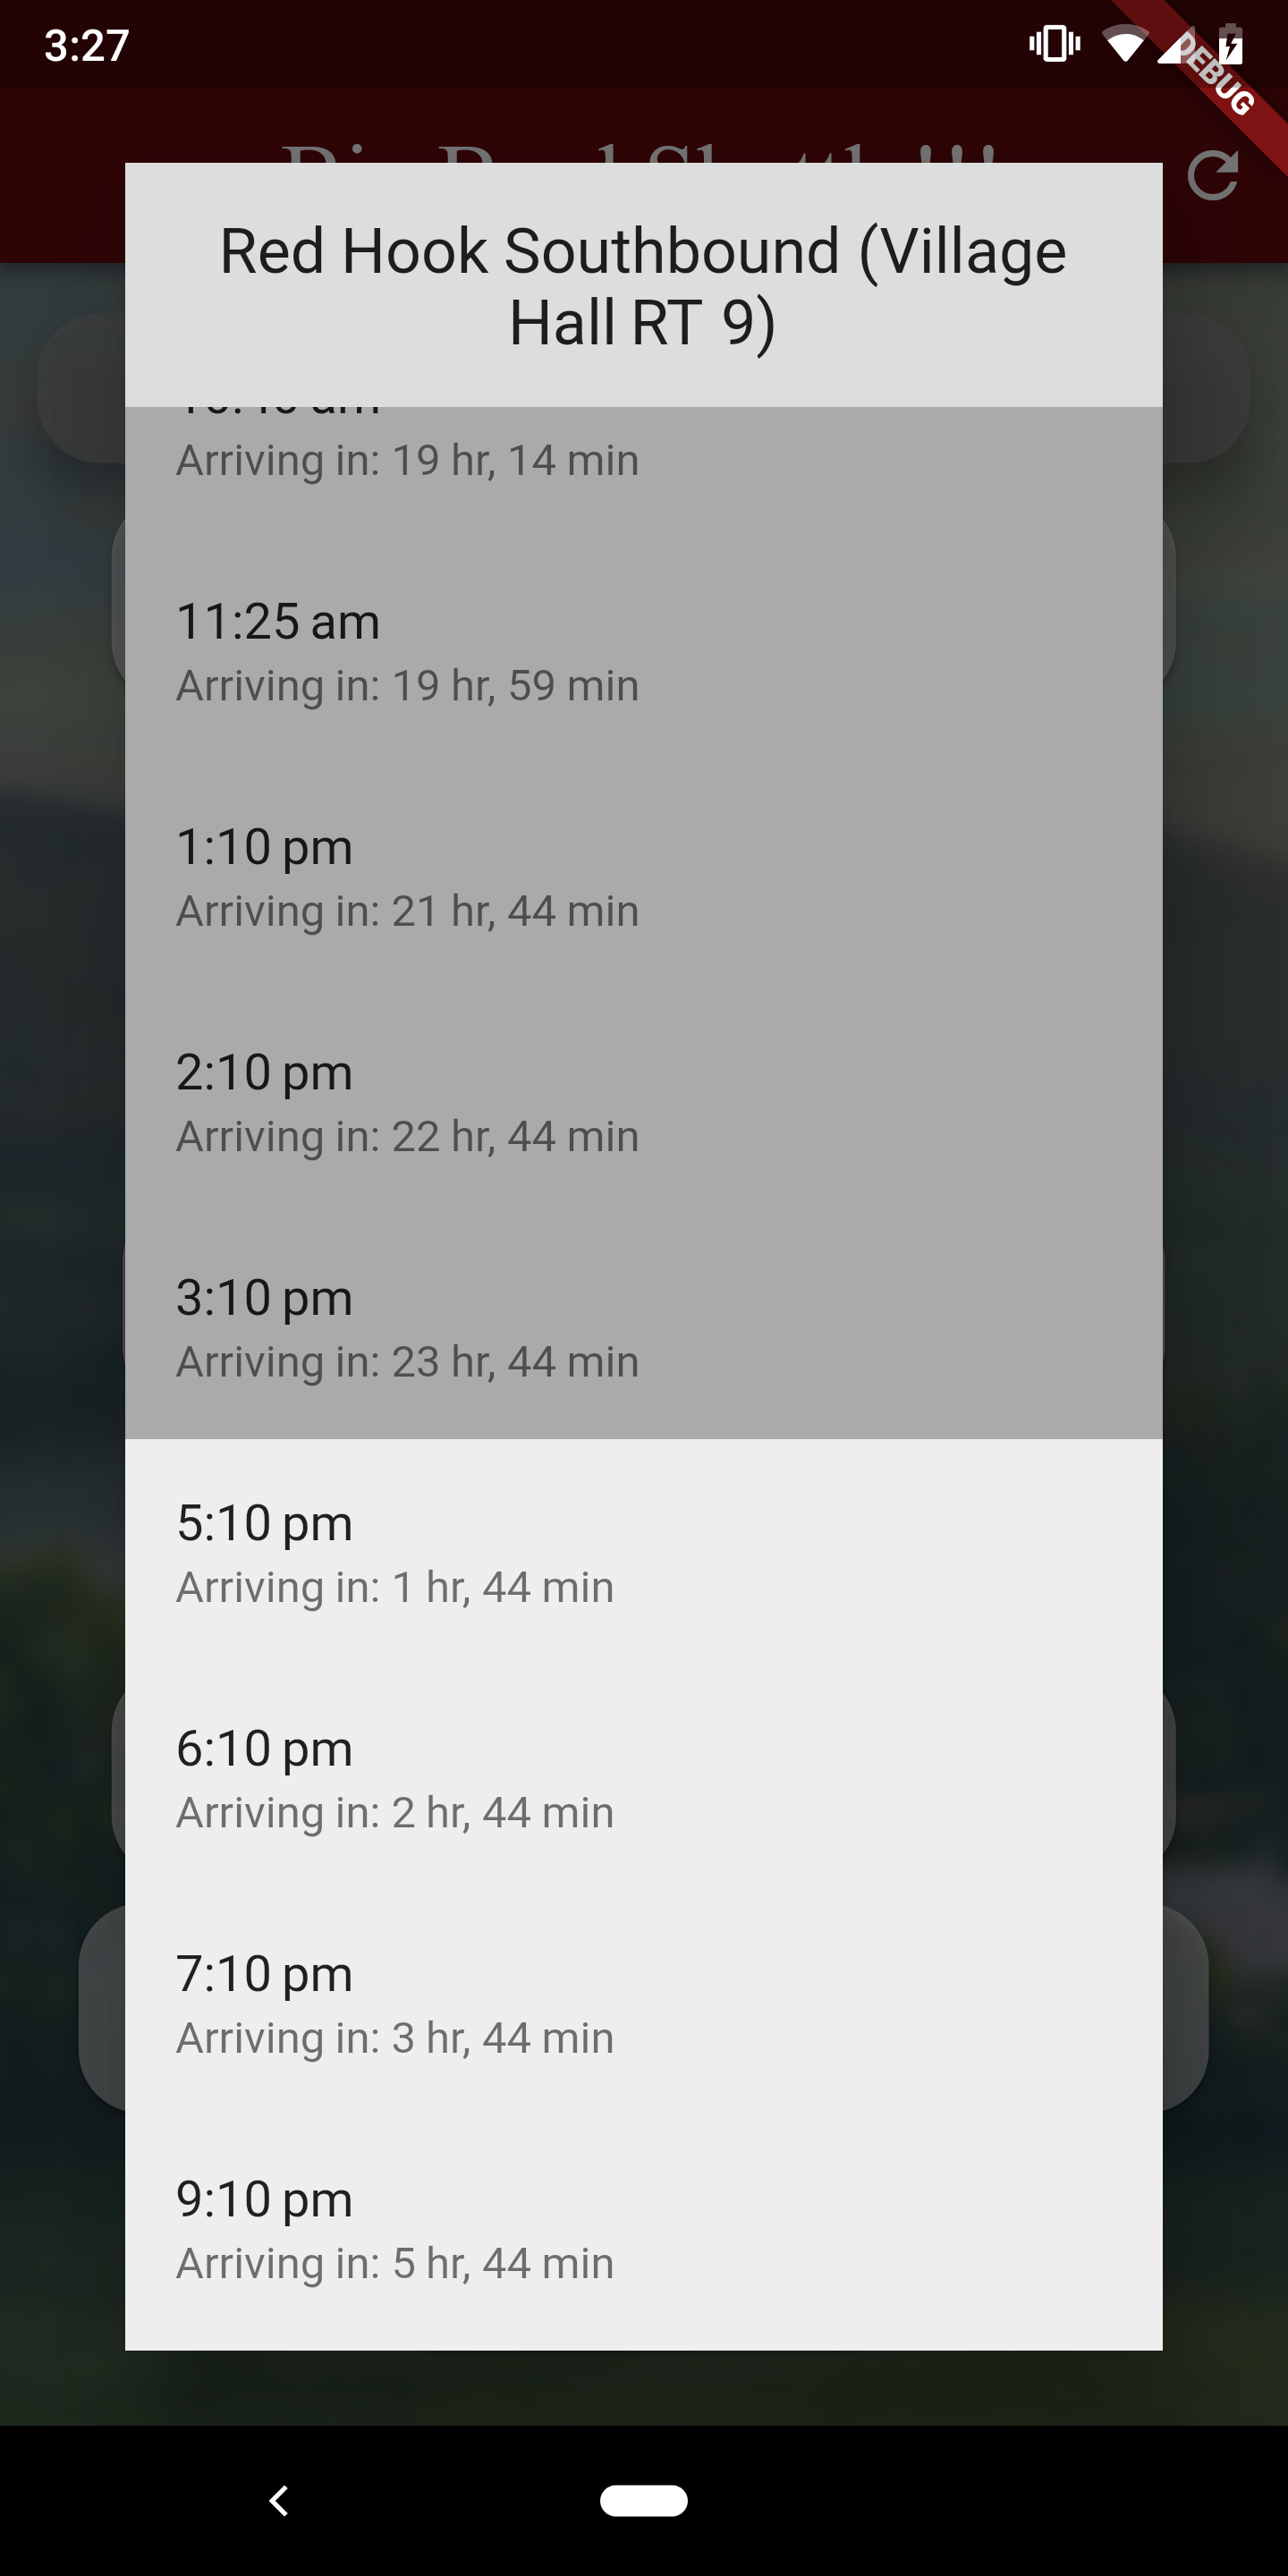 3:27
DEBUG
Red Hook Southbound (Village
Hall RT 9)
Arriving in: 19 hr, 14 min
11:25 am
Arriving in: 19 hr, 59 min
1:10 pm
Arriving in: 21 hr, 44 min
2:10 pm
Arriving in: 22 hr, 44 min
3:10 pm
Arriving in: 23 hr, 44 min
5:10 pm
Arriving in: 1 hr, 44 min
6:10 pm
Arriving in: 2 hr, 44 min
7:10 pm
Arriving in: 3 hr, 44 min
9:10 pm
Arriving in: 5 hr, 44 min